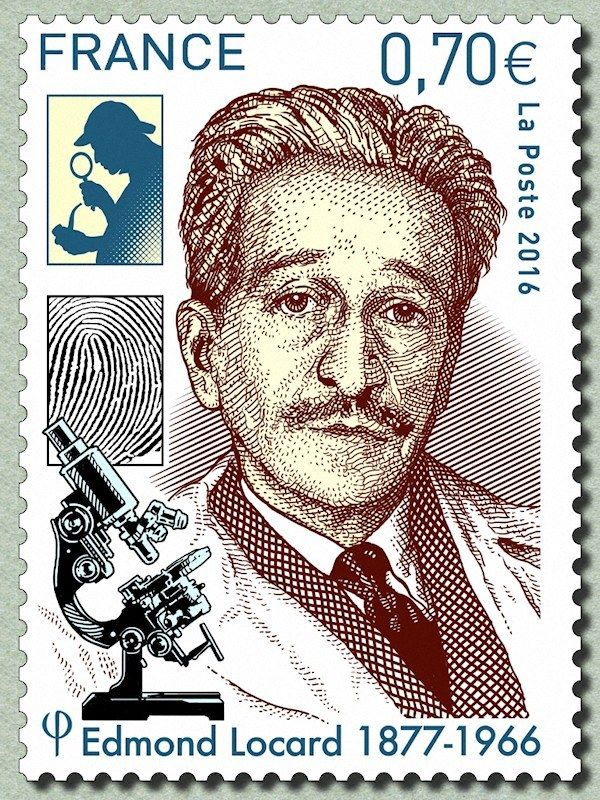 FRANCE
0,70€
La Poste 2016
φ Edmond Locard 1877-1966